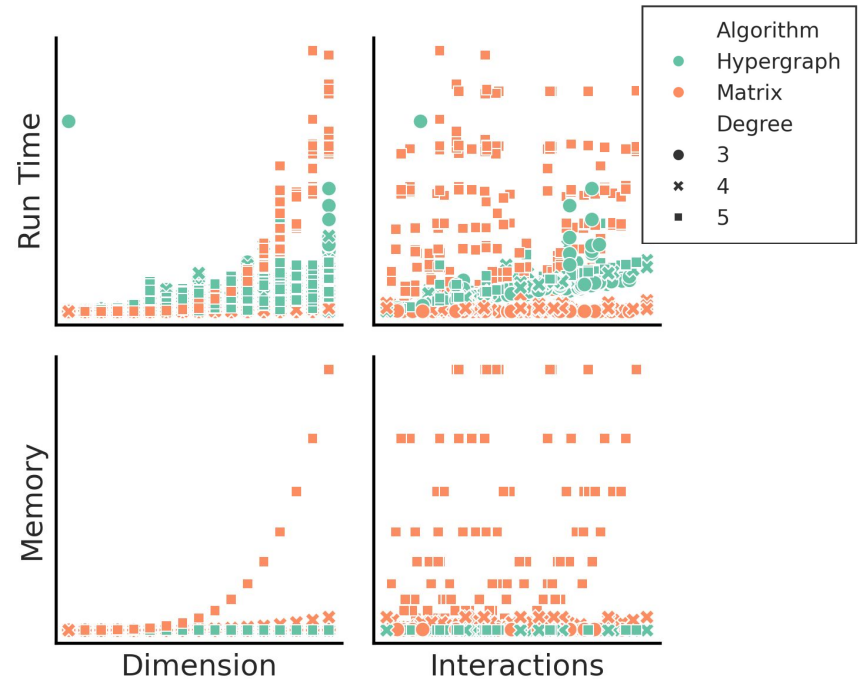 Algorithm
Hypergraph
Matrix
Degree
3
4
5
Run Time
Memory
Dimension
Interactions